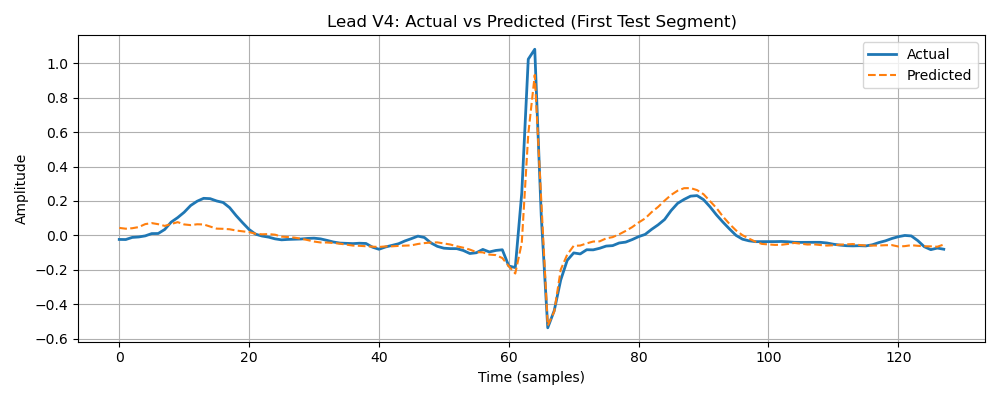 Lead V4: Actual vs Predicted (First Test Segment)
Actual
Predicted
Amplitude
1.0
0.8
0.6
0.4
0.2
0.0
−0.2
−0.4
−0.6
0 20 40 60 80 100 120
Time (samples)